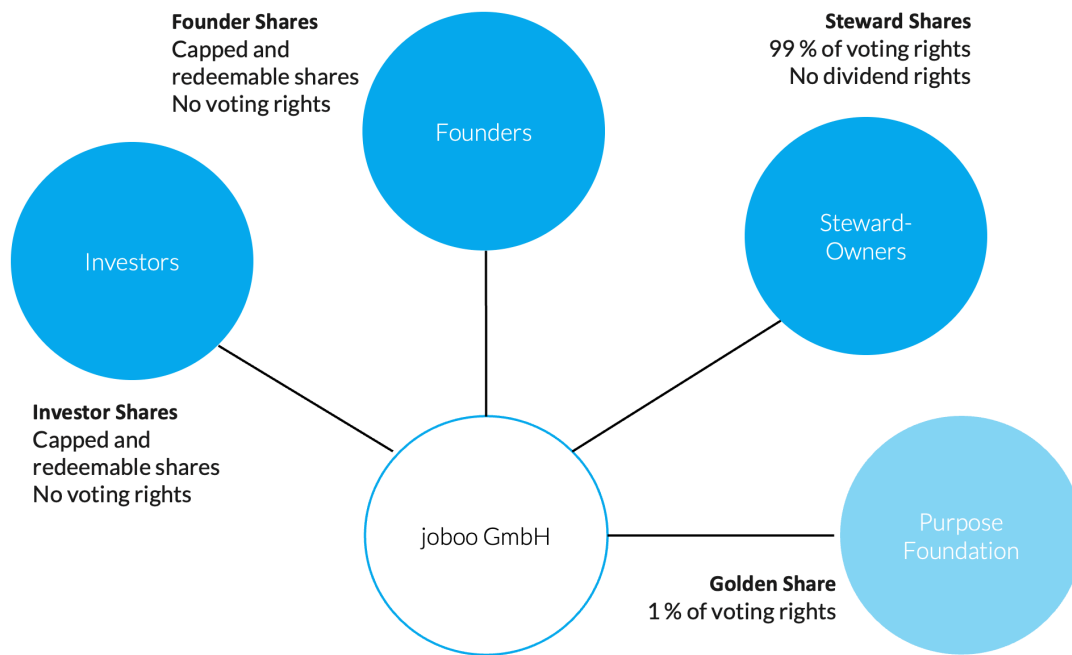 Founder Shares
Capped and
redeemable shares
No voting rights
Founders
Steward Shares
99 % of voting rights
No dividend rights
Steward-
Owners
Investors
Investor Shares
Capped and
redeemable shares
No voting rights
joboo GmbH
Purpose
Foundation
Golden Share
1 % of voting rights